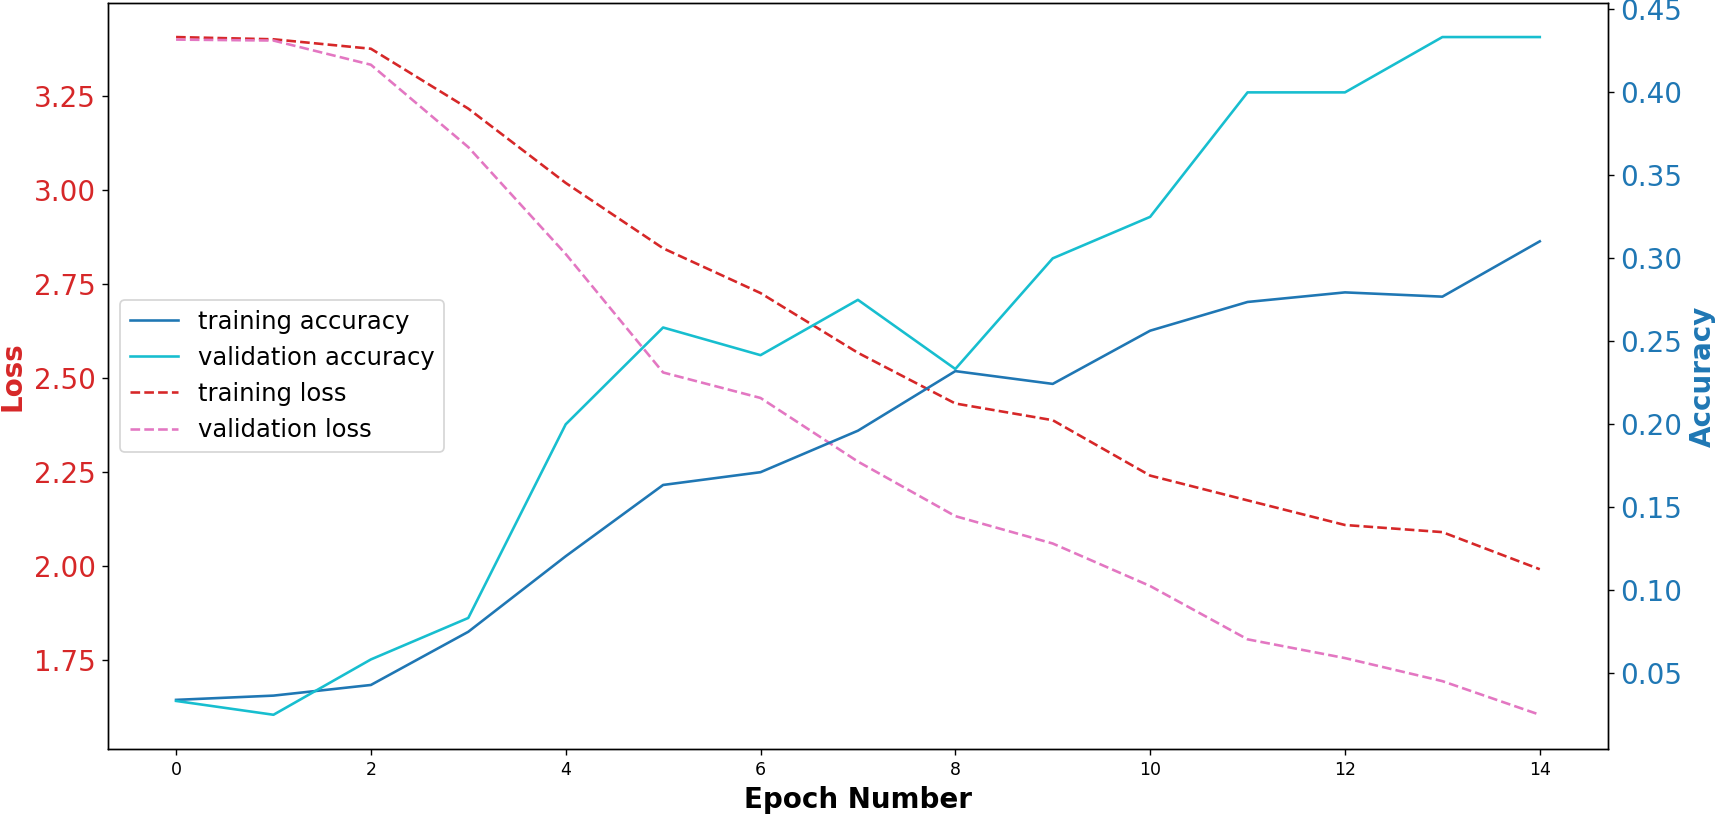 3.25
3.00
2.75
2.50
2.25
2.00
1.75
Loss
training accuracy
validation accuracy
training loss
validation loss
0.45
0.40
0.35
0.30
0.25
0.20
0.15
0.10
0.05
Accuracy
0 2 4 6 8 10 12 14
Epoch Number